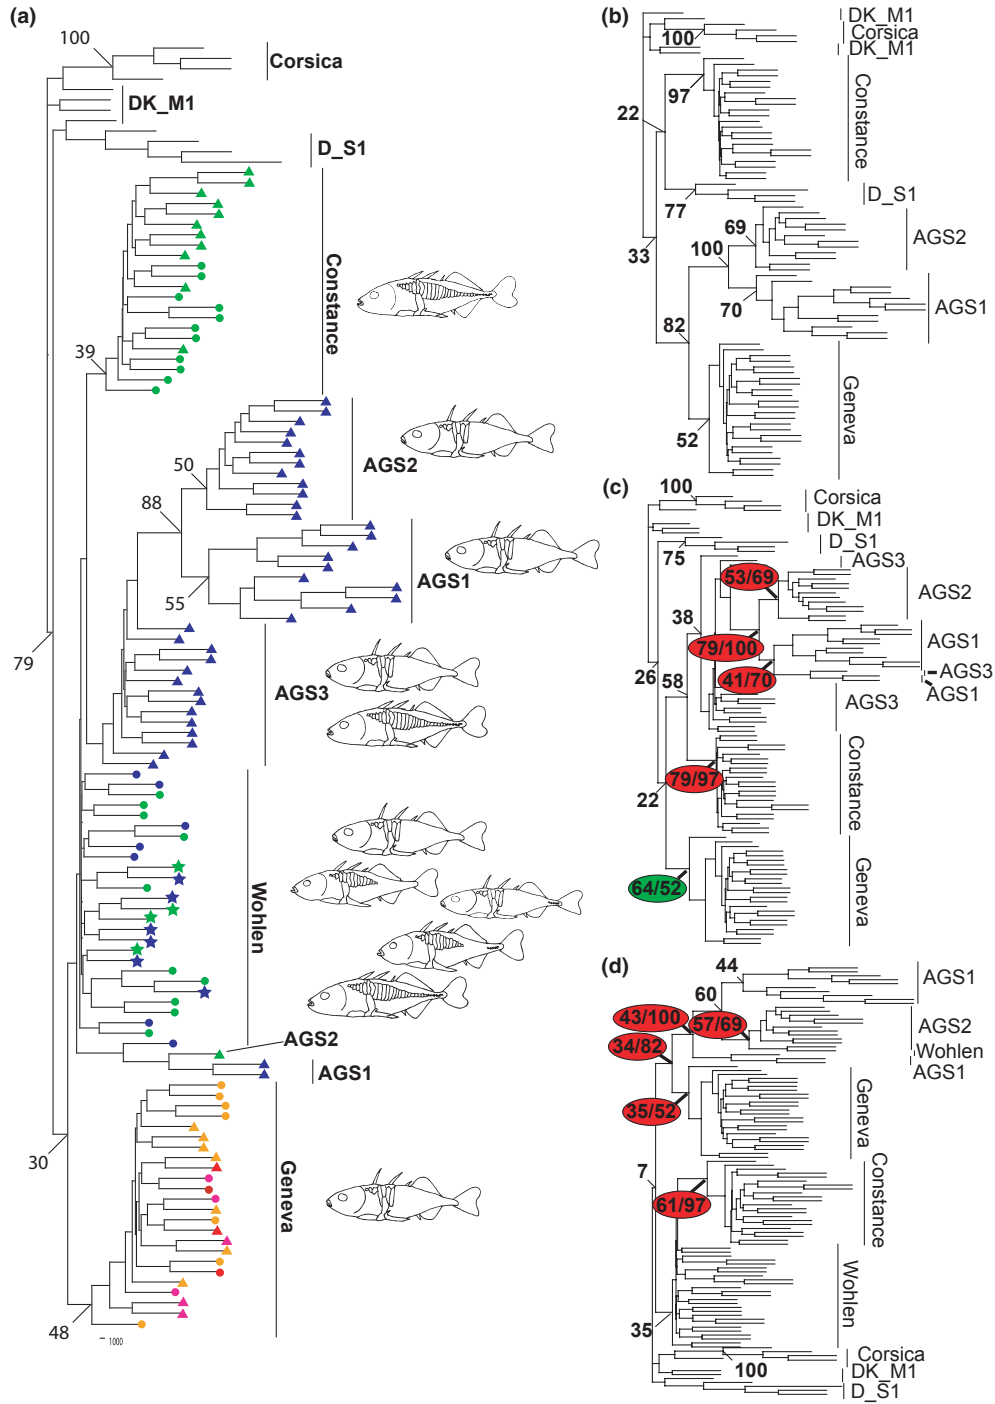 (a)
100
Corsica
DK_M1
D_S1
Constance
39
50
AGS2
88
AGS1
55
79
AGS3
Wohlen
AGS2
AGS1
30
Geneva
48
1000
(b)
DK_M1
Corsica
100
DK_M1
97
Constance
22
77
D_S1
69
AGS2
100
33
70
AGS1
82
Geneva
52
(c)
100
Corsica
DK_M1
D_S1
75
AGS3
53/69
AGS2
38
AGS1
79/100
26
58
41/70
AGS3
AGS1
AGS3
79/97
Constance
22
64/52
Geneva
(d)
44
AGS1
60
43/100
57/69
AGS2
34/82
Wohlen
AGS1
35/52
Geneva
7
61/97
Constance
Wohlen
35
Corsica
100
DK_M1
D_S1